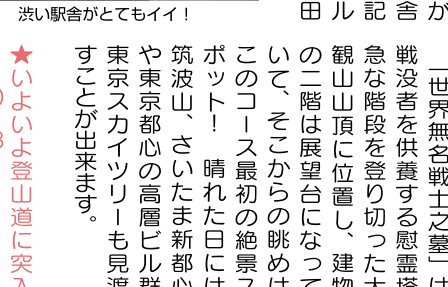 渋い駅舎がとてもイイ！
が
舎
記
ル
田
「世界無名戦士之墓」は
戦没者を供養する慰霊塔
急な階段を登り切った大
観山山頂に位置し、建物
の二階は展望台になって
いて、そこからの眺めは
このコース最初の絶景ス
ポット！　晴れた日には
筑波山、さいたま新都心
や東京都心の高層ビル群
東京スカイツリーも見渡
すことが出来ます。
★いよいよ登山道に突入